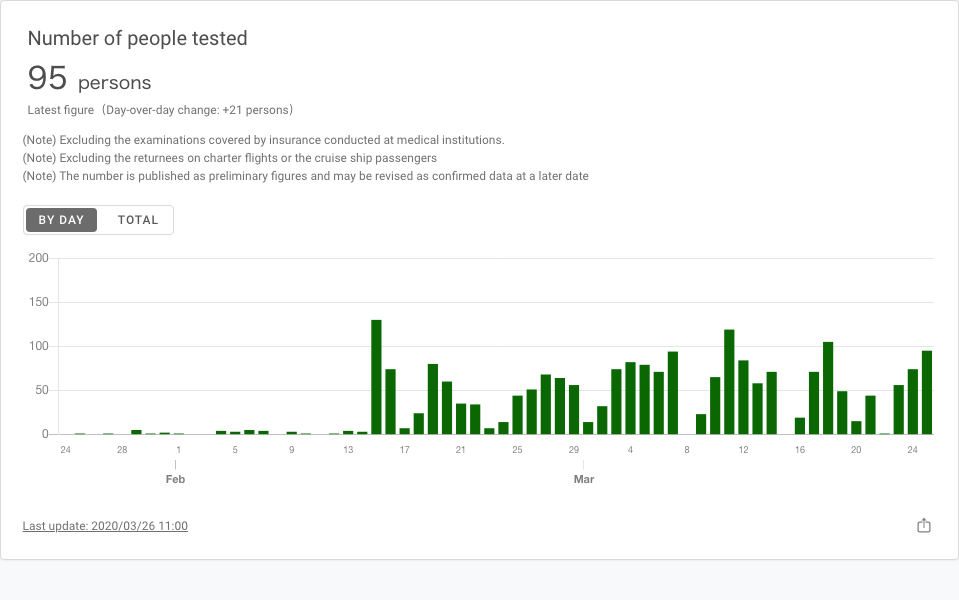 Number of people tested
95 persons
Latest figure（Day-over-day change: +21 persons）
(Note) Excluding the examinations covered by insurance conducted at medical institutions.
(Note) Excluding the returnees on charter flights or the cruise ship passengers
(Note) The number is published as preliminary figures and may be revised as confirmed data at a later date
BY DAY TOTAL
200
150
100
50
0
24 28 1 5 9 13 17 21 25 29 4 8 12 16 20 24
Feb Mar
Last update: 2020/03/26 11:00